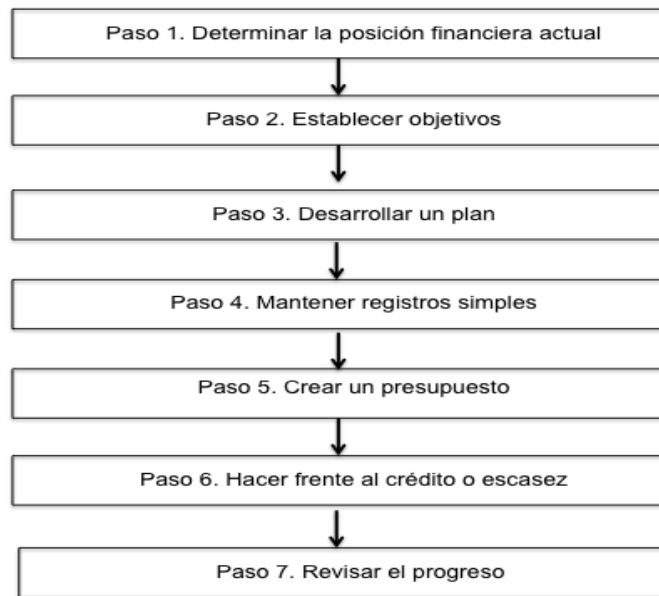 Paso 1. Determinar la posición financiera actual
Paso 2. Establecer objetivos
Paso 3. Desarrollar un plan
Paso 4. Mantener registros simples
Paso 5. Crear un presupuesto
Paso 6. Hacer frente al crédito o escasez
Paso 7. Revisar el progreso